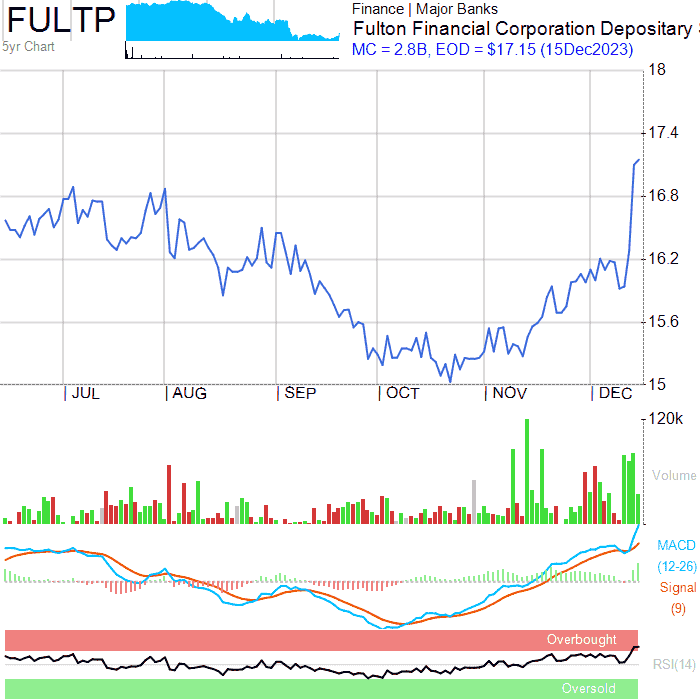 FULTP
5yr Chart
Finance | Major Banks
Fulton Financial Corporation Depositary
MC = 2.8B, EOD = $17.15 (15Dec2023)
18
17.4
16.8
16.2
15.6
15
JUL AUG SEP OCT NOV DEC
120k
Volume
MACD
(12-26)
Signal
(9)
Overbought
RSI(14)
Oversold